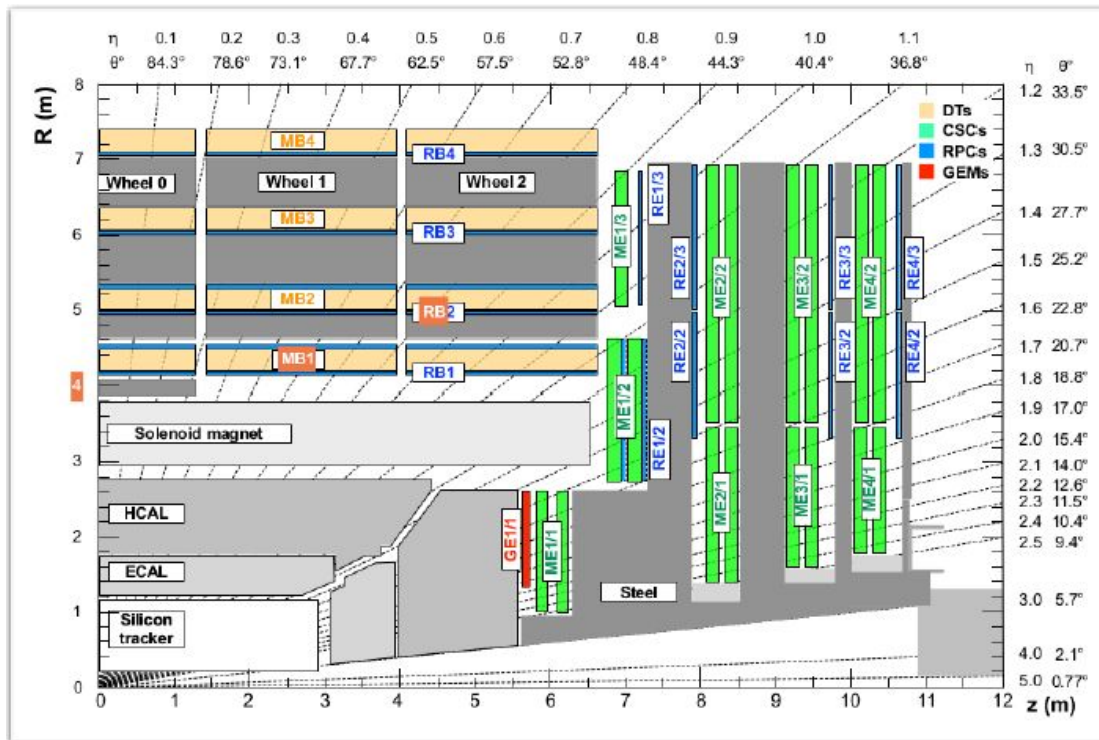 η 0.1 0.2 0.3 0.4 0.5 0.6 0.7 0.8 0.9 1.0 1.1
θ° 84.3° 78.6° 73.1° 67.7° 62.5° 57.5° 52.8° 48.4° 44.3° 40.4° 36.8° η θ°
R (m)
8
7
6
5
4
3
2
1
0
1.2 33.5°
1.3 30.5°
1.4 27.7°
1.5 25.2°
1.6 22.8°
1.7 20.7°
1.8 18.8°
1.9 17.0°
2.0 15.4°
2.1 14.0°
2.2 12.6°
2.3 11.5°
2.4 10.4°
2.5 9.4°
3.0 5.7°
4.0 2.1°
5.0 0.77°
DTs
CSCs
RPCs
GEMs
MB4
RB4
Wheel 0
Wheel 1
Wheel 2
MB3
RB3
MB2
RB2
MB1
RB1
Solenoid magnet
HCAL
ECAL
Silicon
tracker
Steel
GE1/1
ME1/1
ME1/2
ME1/3
RE1/3
RE1/2
RE2/3
RE2/2
ME2/2
ME2/1
ME3/2
ME3/1
RE3/3
RE3/2
ME4/2
ME4/1
RE4/3
RE4/2
0 1 2 3 4 5 6 7 8 9 10 11 12
z (m)